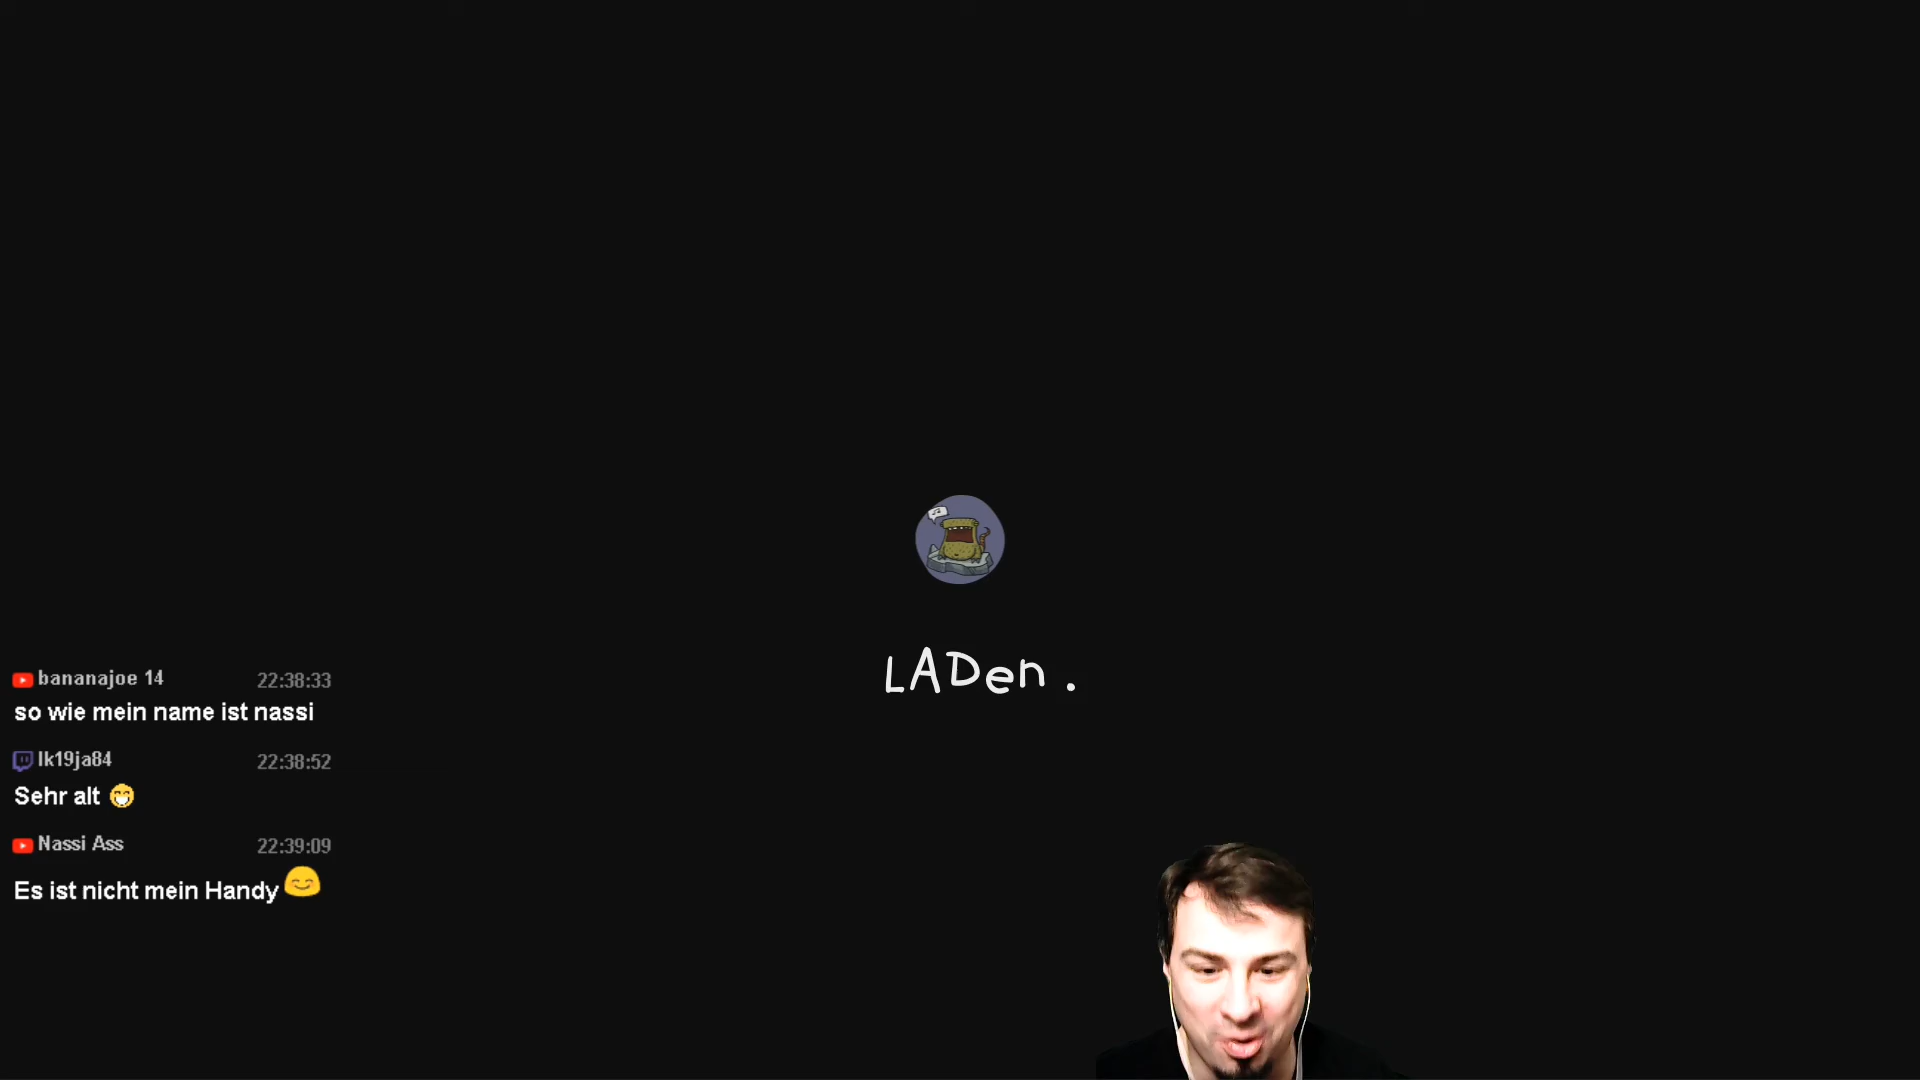 LADen .
bananajoe 14 22:38:33
so wie mein name ist nassi
lk19ja84 22:38:52
Sehr alt 😁
Nassi Ass 22:39:09
Es ist nicht mein Handy 😊